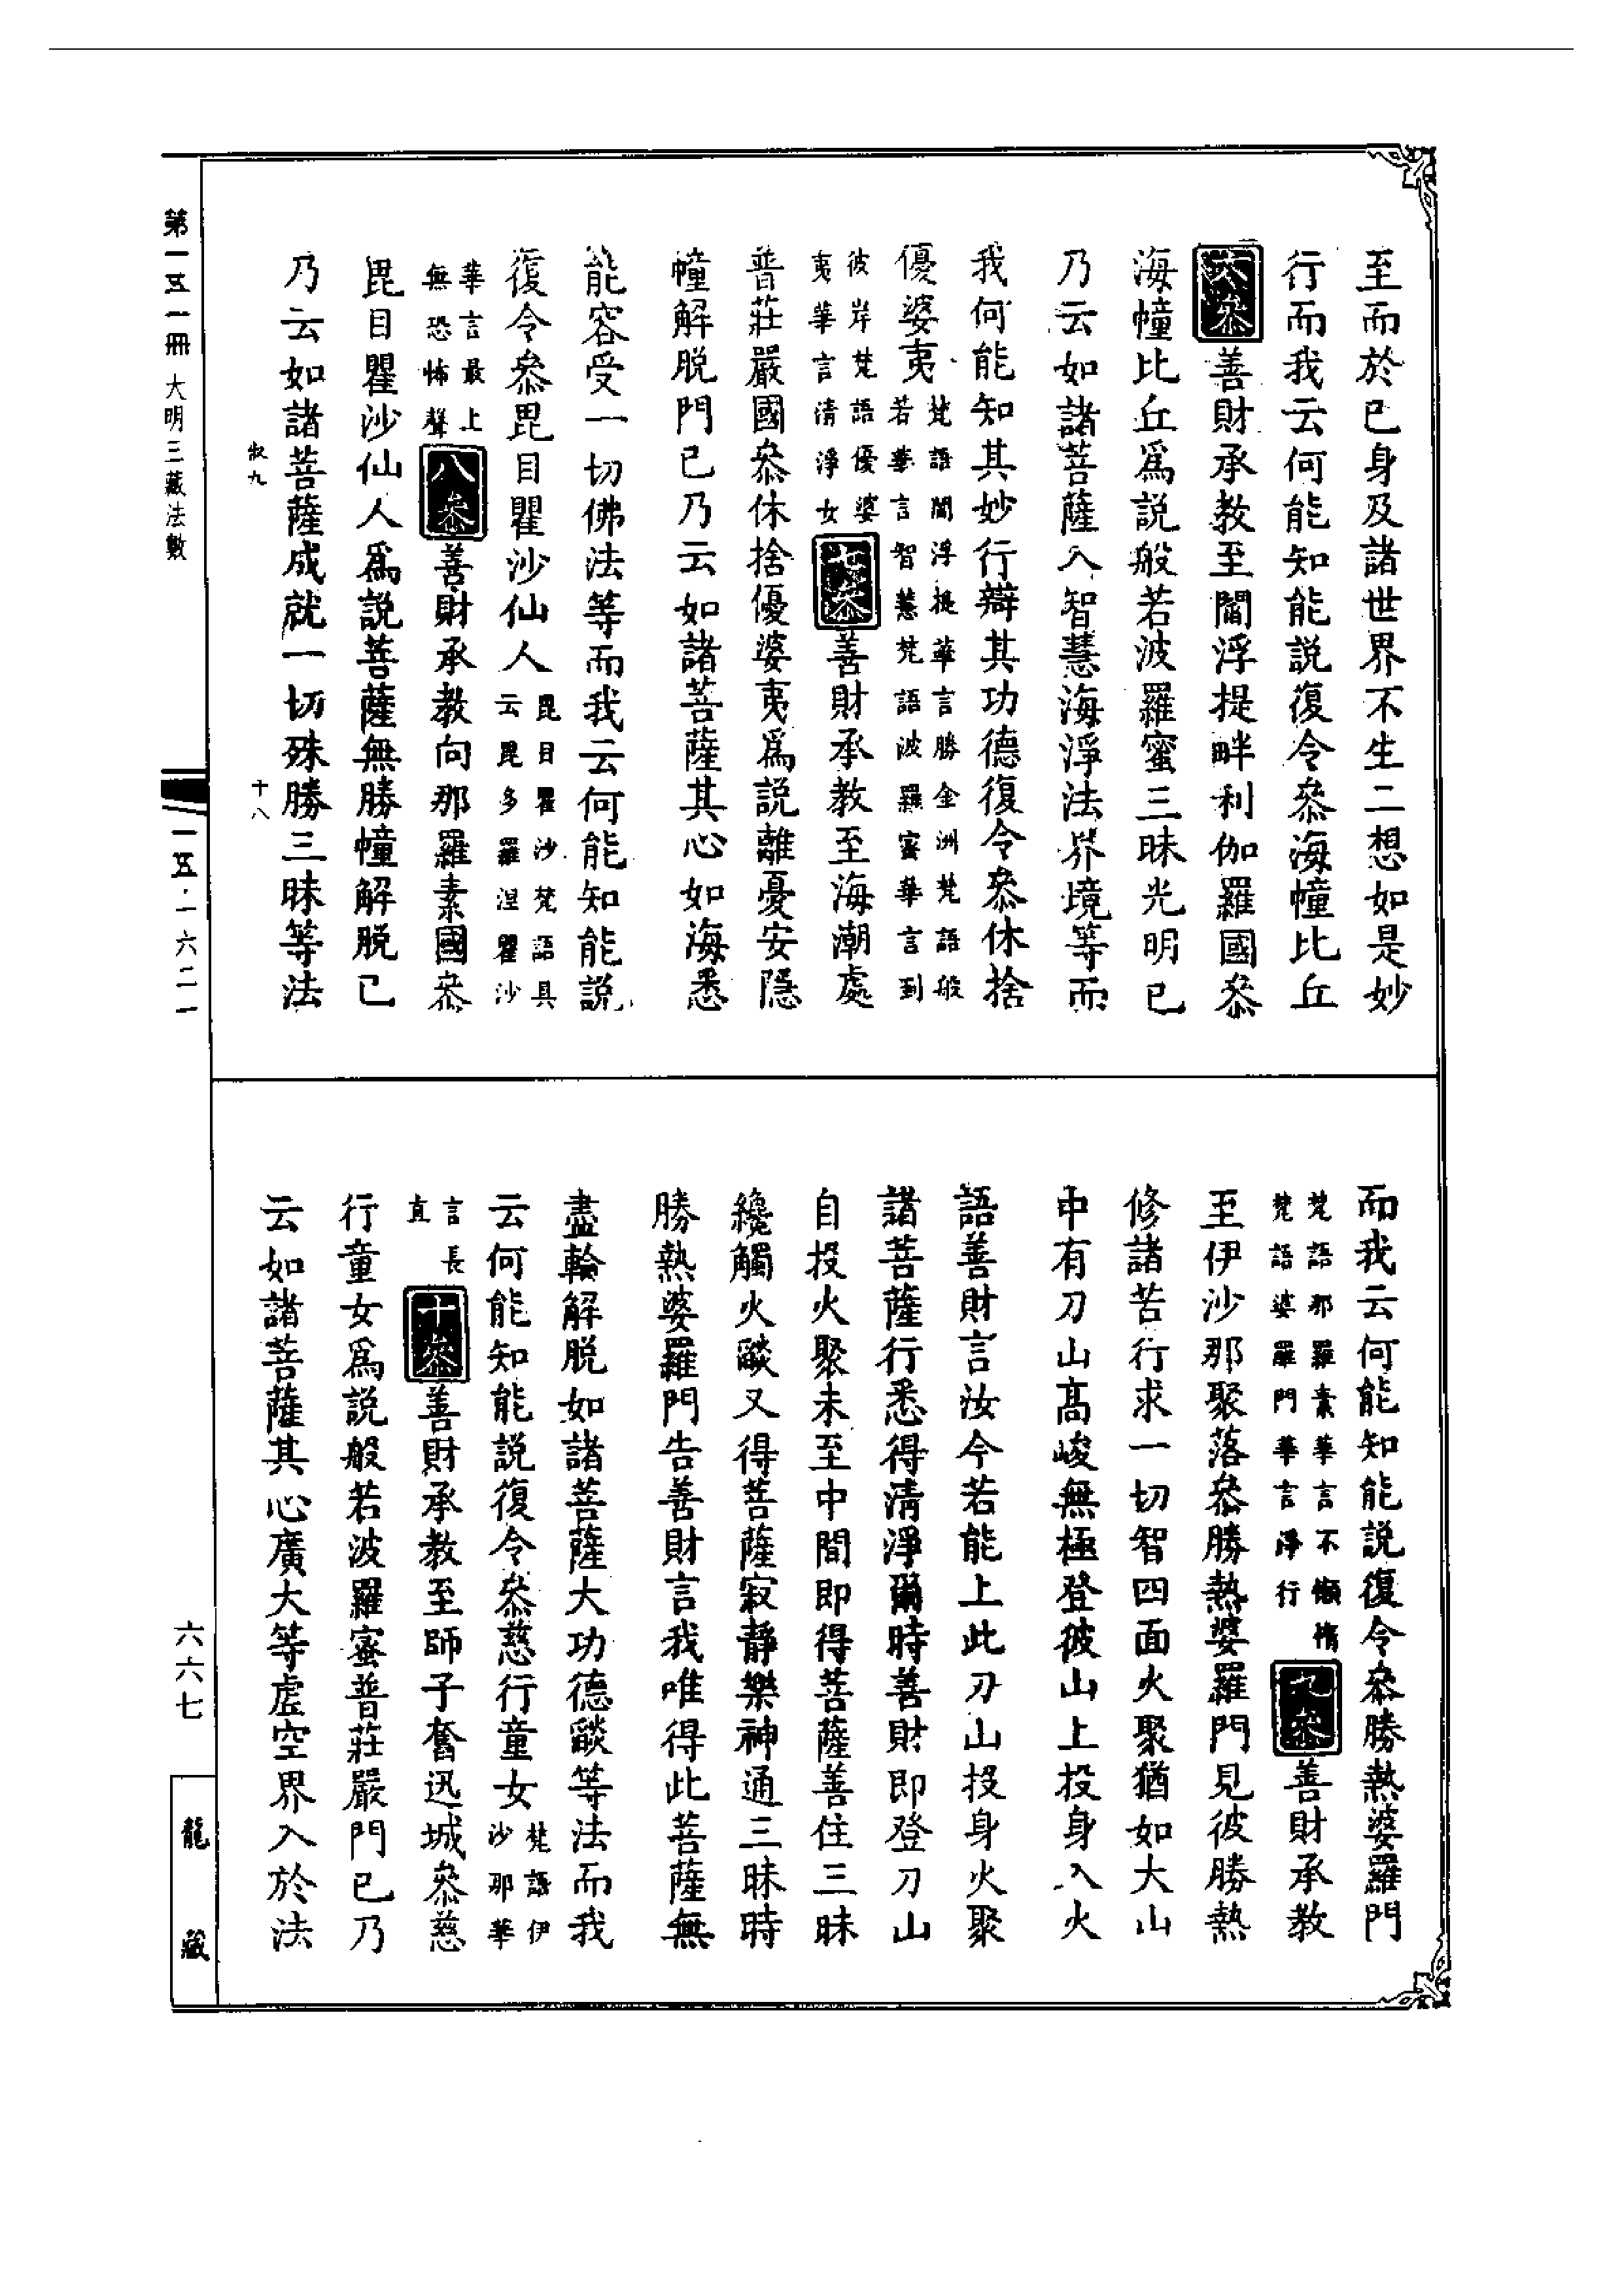 至而於已身及諸世界不生二想如是妙
行而我云何能知能説復令叅海幢比丘
六叅善財承教至閻浮提畔利伽羅國叅
海幢比丘爲説般若波羅蜜三昧光明已
乃云如諸菩薩入智慧海淨法界境等而
我何能知其妙行辯其功德復令叅休捨
優婆夷梵語閻浮提華言勝金洲梵語般
若華言智慧梵語波羅蜜華言到
彼岸梵語優婆
夷華言清淨女七叅善財承教至海潮處
普莊嚴國叅休捨優婆夷爲説離憂安隱
幢解脱門已乃云如諸菩薩其心如海悉
能容受一切佛法等而我云何能知能説
復令叅毘目瞿沙仙人毘目瞿沙梵語具
云毘多羅涅瞿沙
華言最上
無恐怖聲八叅善財承教向那羅素國叅
毘目瞿沙仙人爲説菩薩無勝幢解脱已
乃云如諸菩薩成就一切殊勝三昧等法
十八
第一五一冊 大明三藏法數
一五·一六二一
而我云何能知能説復令叅勝熱婆羅門
梵語那羅素華言不懶惰
梵語婆羅門華言淨行九叅善財承教
至伊沙那聚落叅勝熱婆羅門見彼勝熱
修諸苦行求一切智四面火聚猶如大山
中有刀山高峻無極登彼山上投身入火
語善財言汝今若能上此刀山投身火聚
諸菩薩行悉得清淨爾時善財即登刀山
自投火聚未至中間即得菩薩善住三昧
纔觸火燄又得菩薩寂靜樂神通三昧時
勝熱婆羅門告善財言我唯得此菩薩無
盡輪解脱如諸菩薩大功德燄等法而我
云何能知能説復令叅慈行童女梵語伊
沙那華
言長
直十叅善財承教至師子奮迅城叅慈
行童女爲説般若波羅蜜普莊嚴門已乃
云如諸菩薩其心廣大等虛空界入於法
六六七
龍藏